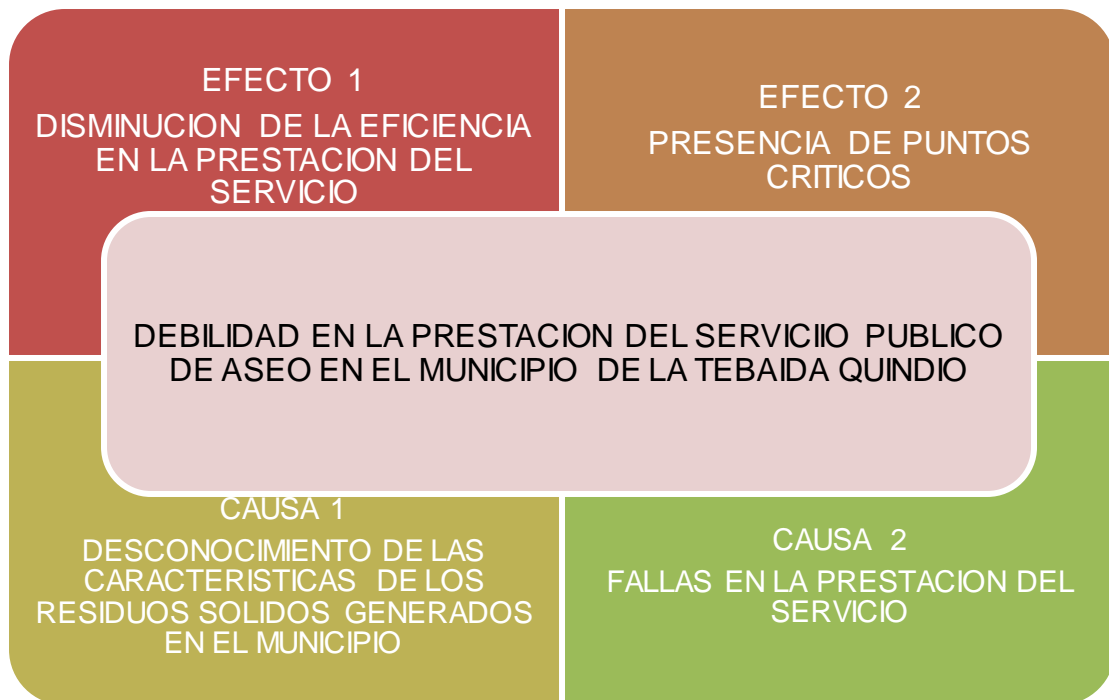 EFECTO 1
DISMINUCION DE LA EFICIENCIA
EN LA PRESTACION DEL
SERVICIO
EFECTO 2
PRESENCIA DE PUNTOS
CRITICOS
DEBILIDAD EN LA PRESTACION DEL SERVICIIO PUBLICO
DE ASEO EN EL MUNICIPIO DE LA TEBAIDA QUINDIO
CAUSA 1
DESCONOCIMIENTO DE LAS
CARACTERISTICAS DE LOS
RESIDUOS SOLIDOS GENERADOS
EN EL MUNICIPIO
CAUSA 2
FALLAS EN LA PRESTACION DEL
SERVICIO